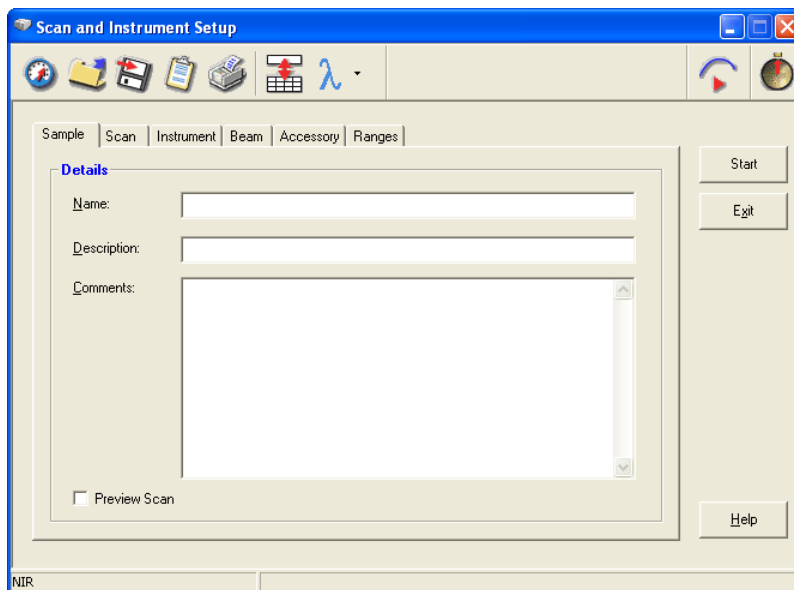 Scan and Instrument Setup
λ
Sample Scan Instrument Beam Accessory Ranges
Details
Name:
Description:
Comments:
Preview Scan
Start
Exit
Help
NIR